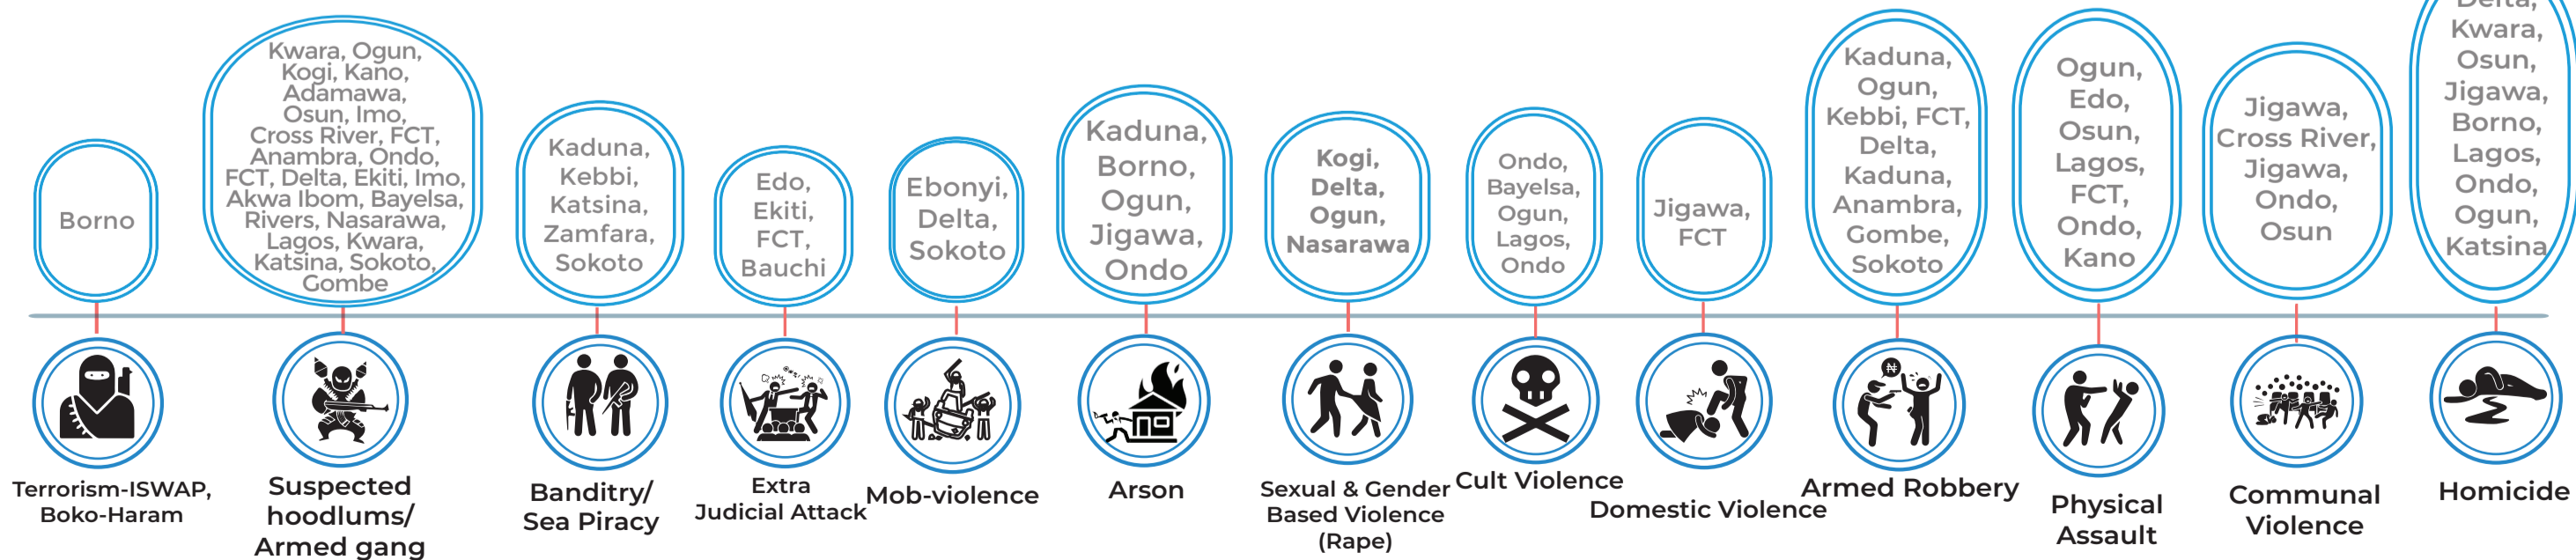 Borno
Kwara, Ogun,
Kogi, Kano,
Adamawa,
Osun, Imo,
Cross River, FCT,
Anambra, Ondo,
FCT, Delta, Ekiti, Imo,
Akwa Ibom, Bayelsa,
Rivers, Nasarawa,
Lagos, Kwara,
Katsina, Sokoto,
Gombe
Kaduna,
Kebbi,
Katsina,
Zamfara,
Sokoto
Edo,
Ekiti,
FCT,
Bauchi
Ebonyi,
Delta,
Sokoto
Kaduna,
Borno,
Ogun,
Jigawa,
Ondo
Kogi,
Delta,
Ogun,
Nasarawa
Ondo,
Bayelsa,
Ogun,
Lagos,
Ondo
Jigawa,
FCT
Kaduna,
Ogun,
Kebbi, FCT,
Delta,
Kaduna,
Anambra,
Gombe,
Sokoto
Ogun,
Edo,
Osun,
Lagos,
FCT,
Ondo,
Kano
Jigawa,
Cross River,
Jigawa,
Ondo,
Osun
Delta,
Kwara,
Osun,
Jigawa,
Borno,
Lagos,
Ondo,
Ogun,
Katsina
₦
Terrorism-ISWAP,
Boko-Haram
Suspected
hoodlums/
Armed gang
Banditry/
Sea Piracy
Extra
Judicial Attack
Mob-violence
Arson
Sexual & Gender
Based Violence
(Rape)
Cult Violence
Domestic Violence
Armed Robbery
Physical
Assault
Communal
Violence
Homicide